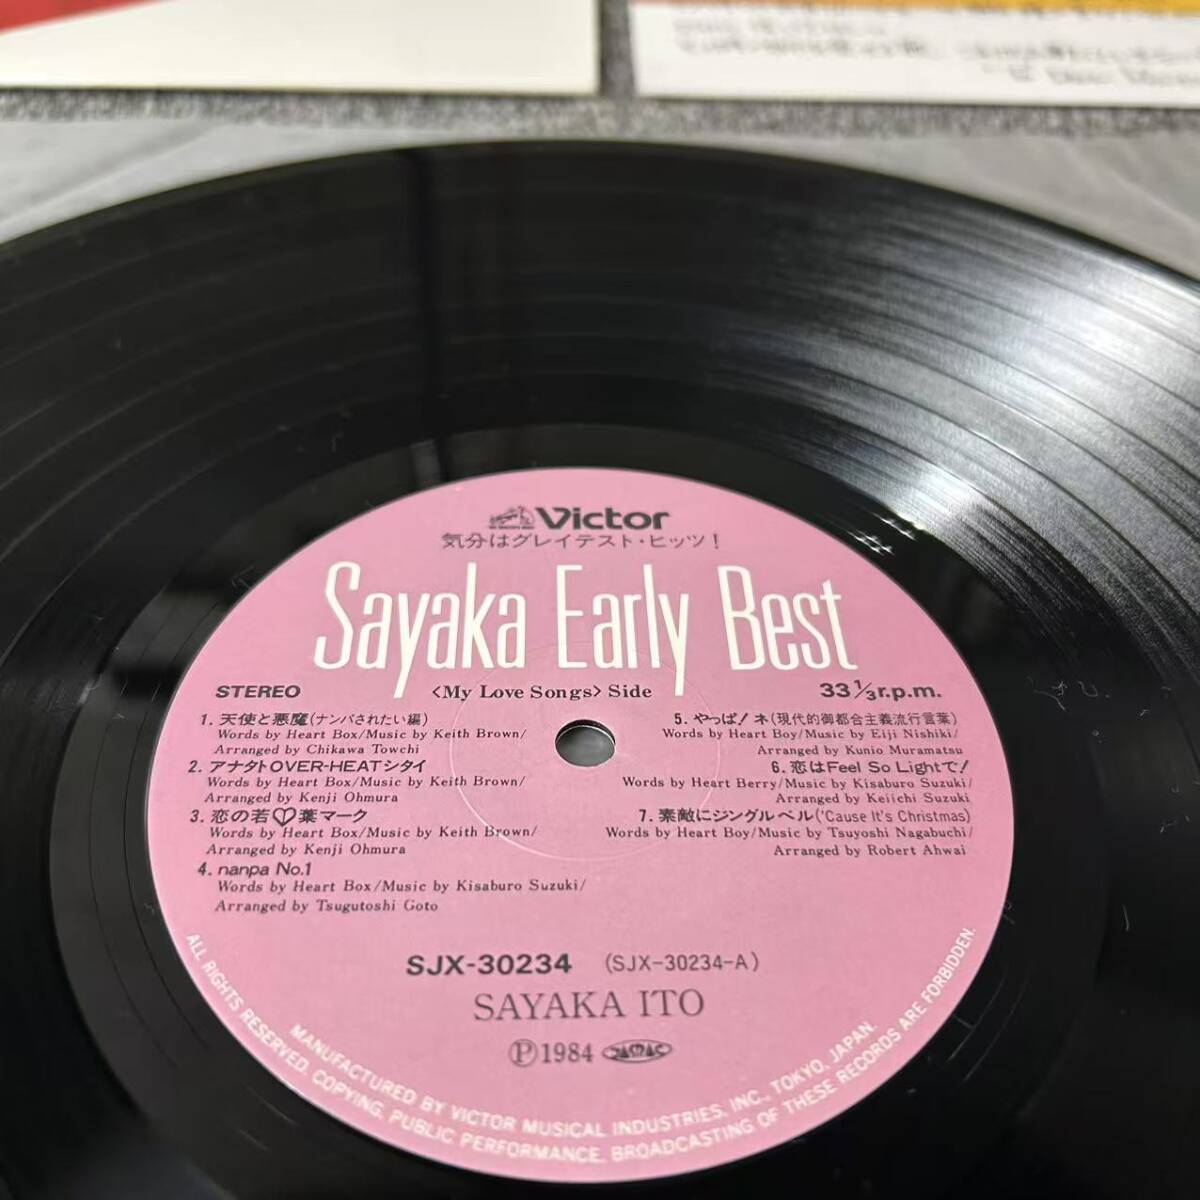 Victor
気分はグレイテスト・ヒッツ!
Sayaka Early Best
STEREO
<My Love Songs> Side
33 1/3 r.p.m.
1. 天使と悪魔(ナンパされたい編)
Words by Heart Box/Music by Keith Brown/
Arranged by Chikawa Towchi
2. アナタトOVER-HEATシタイ
Words by Heart Box/Music by Keith Brown/
Arranged by Kenji Ohmura
3. 恋の若♡葉マーク
Words by Heart Box/Music by Keith Brown/
Arranged by Kenji Ohmura
4. nanpa No.1
Words by Heart Box/Music by Kisaburo Suzuki/
Arranged by Tsugutoshi Goto
5. やっぱ!ネ(現代的御都合主義流行言葉)
Words by Heart Boy/Music by Eiji Nishiki/
Arranged by Kunio Muramatsu
6. 恋はFeel So Lightで!
Words by Heart Berry/Music by Kisaburo Suzuki/
Arranged by Keiichi Suzuki
7. 素敵にジングルベル('Cause It's Christmas)
Words by Heart Boy/Music by Tsuyoshi Nagabuchi/
Arranged by Robert Ahwai
SJX-30234 (SJX-30234-A)
SAYAKA ITO
Ⓟ1984 JASRAC
MANUFACTURED BY VICTOR MUSICAL INDUSTRIES, INC., TOKYO, JAPAN.
ALL RIGHTS RESERVED. COPYING, PUBLIC PERFORMANCE, BROADCASTING OF THESE RECORDS ARE FORBIDDEN.